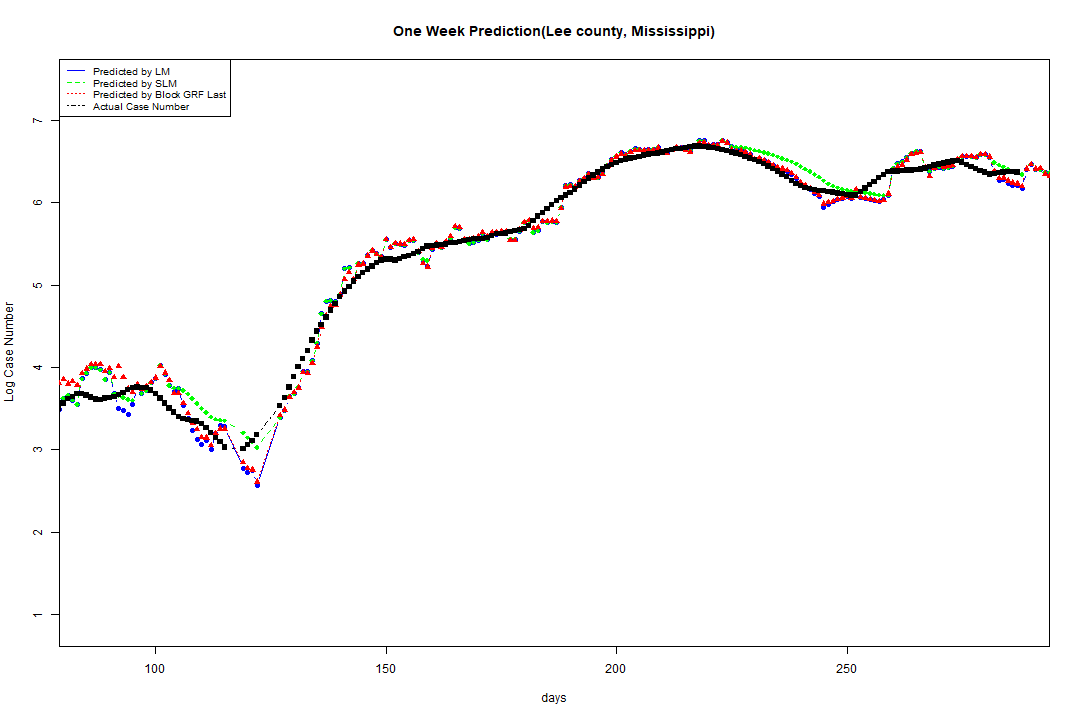 One Week Prediction(Lee county, Mississippi)
Predicted by LM
Predicted by SLM
Predicted by Block GRF Last
Actual Case Number
7
6
5
4
3
2
1
Log Case Number
100 150 200 250
days